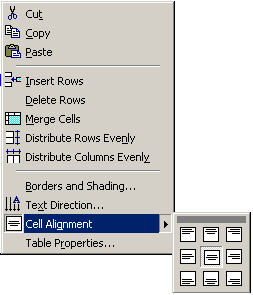 Cut
Copy
Paste
Insert Rows
Delete Rows
Merge Cells
Distribute Rows Evenly
Distribute Columns Evenly
Borders and Shading...
Text Direction...
Cell Alignment
Table Properties...